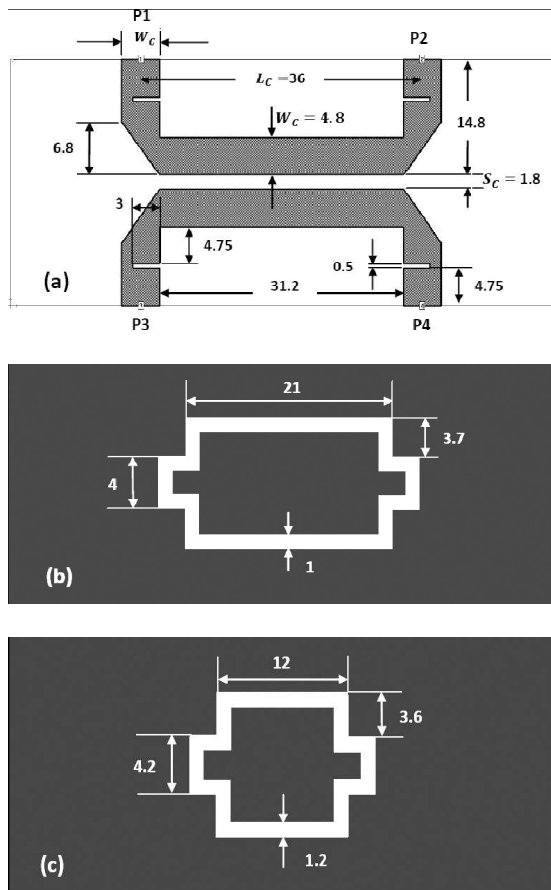 P1
P2
W_C
L_C =36
W_C = 4.8
14.8
6.8
S_C = 1.8
3
4.75
0.5
4.75
(a)
31.2
P3
P4
21
3.7
4
1
(b)
12
3.6
4.2
1.2
(c)